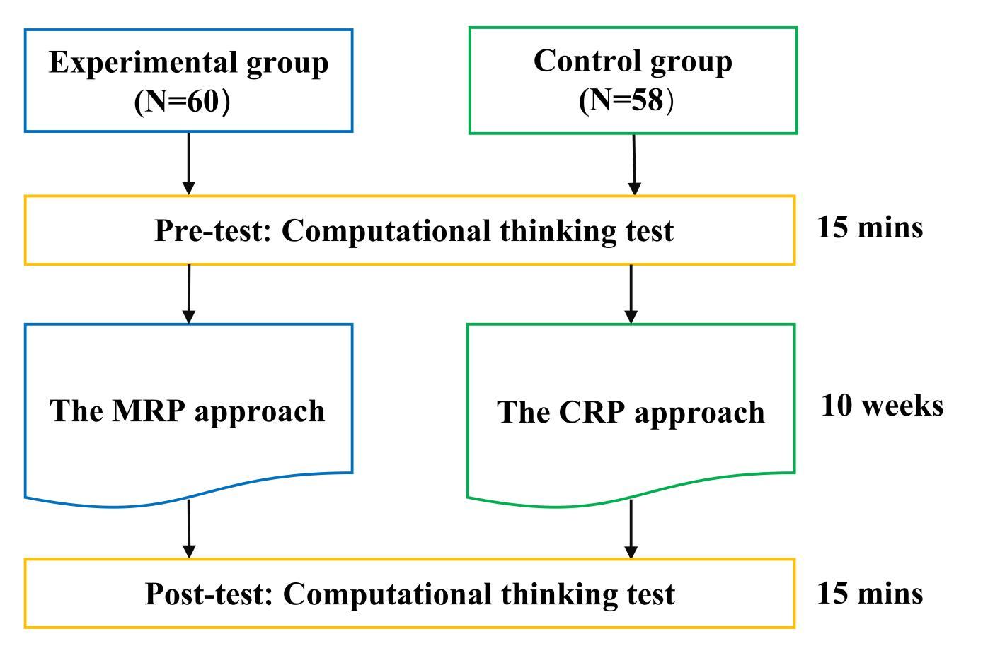 Experimental group
(N=60)
Control group
(N=58)
Pre-test: Computational thinking test
15 mins
The MRP approach
The CRP approach
10 weeks
Post-test: Computational thinking test
15 mins